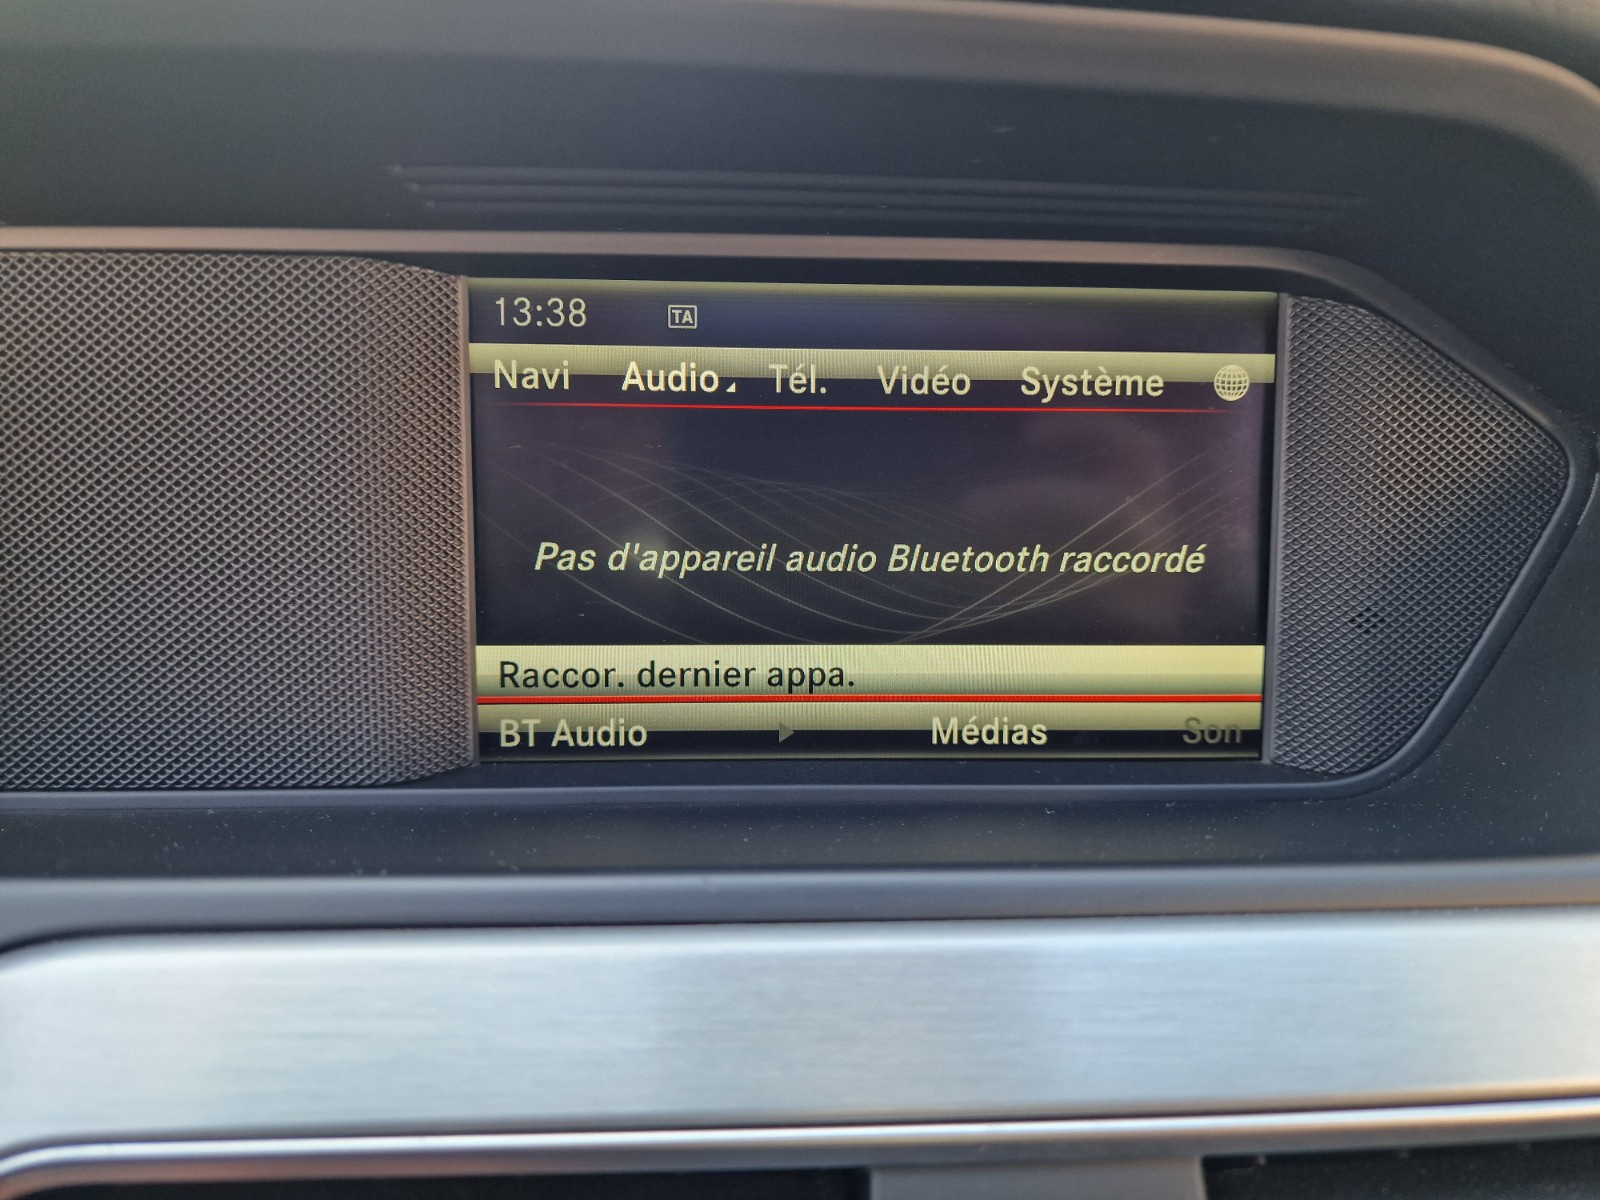 13:38 TA
Navi Audio Tél. Vidéo Système
Pas d'appareil audio Bluetooth raccordé
Raccor. dernier appa.
BT Audio Médias Son